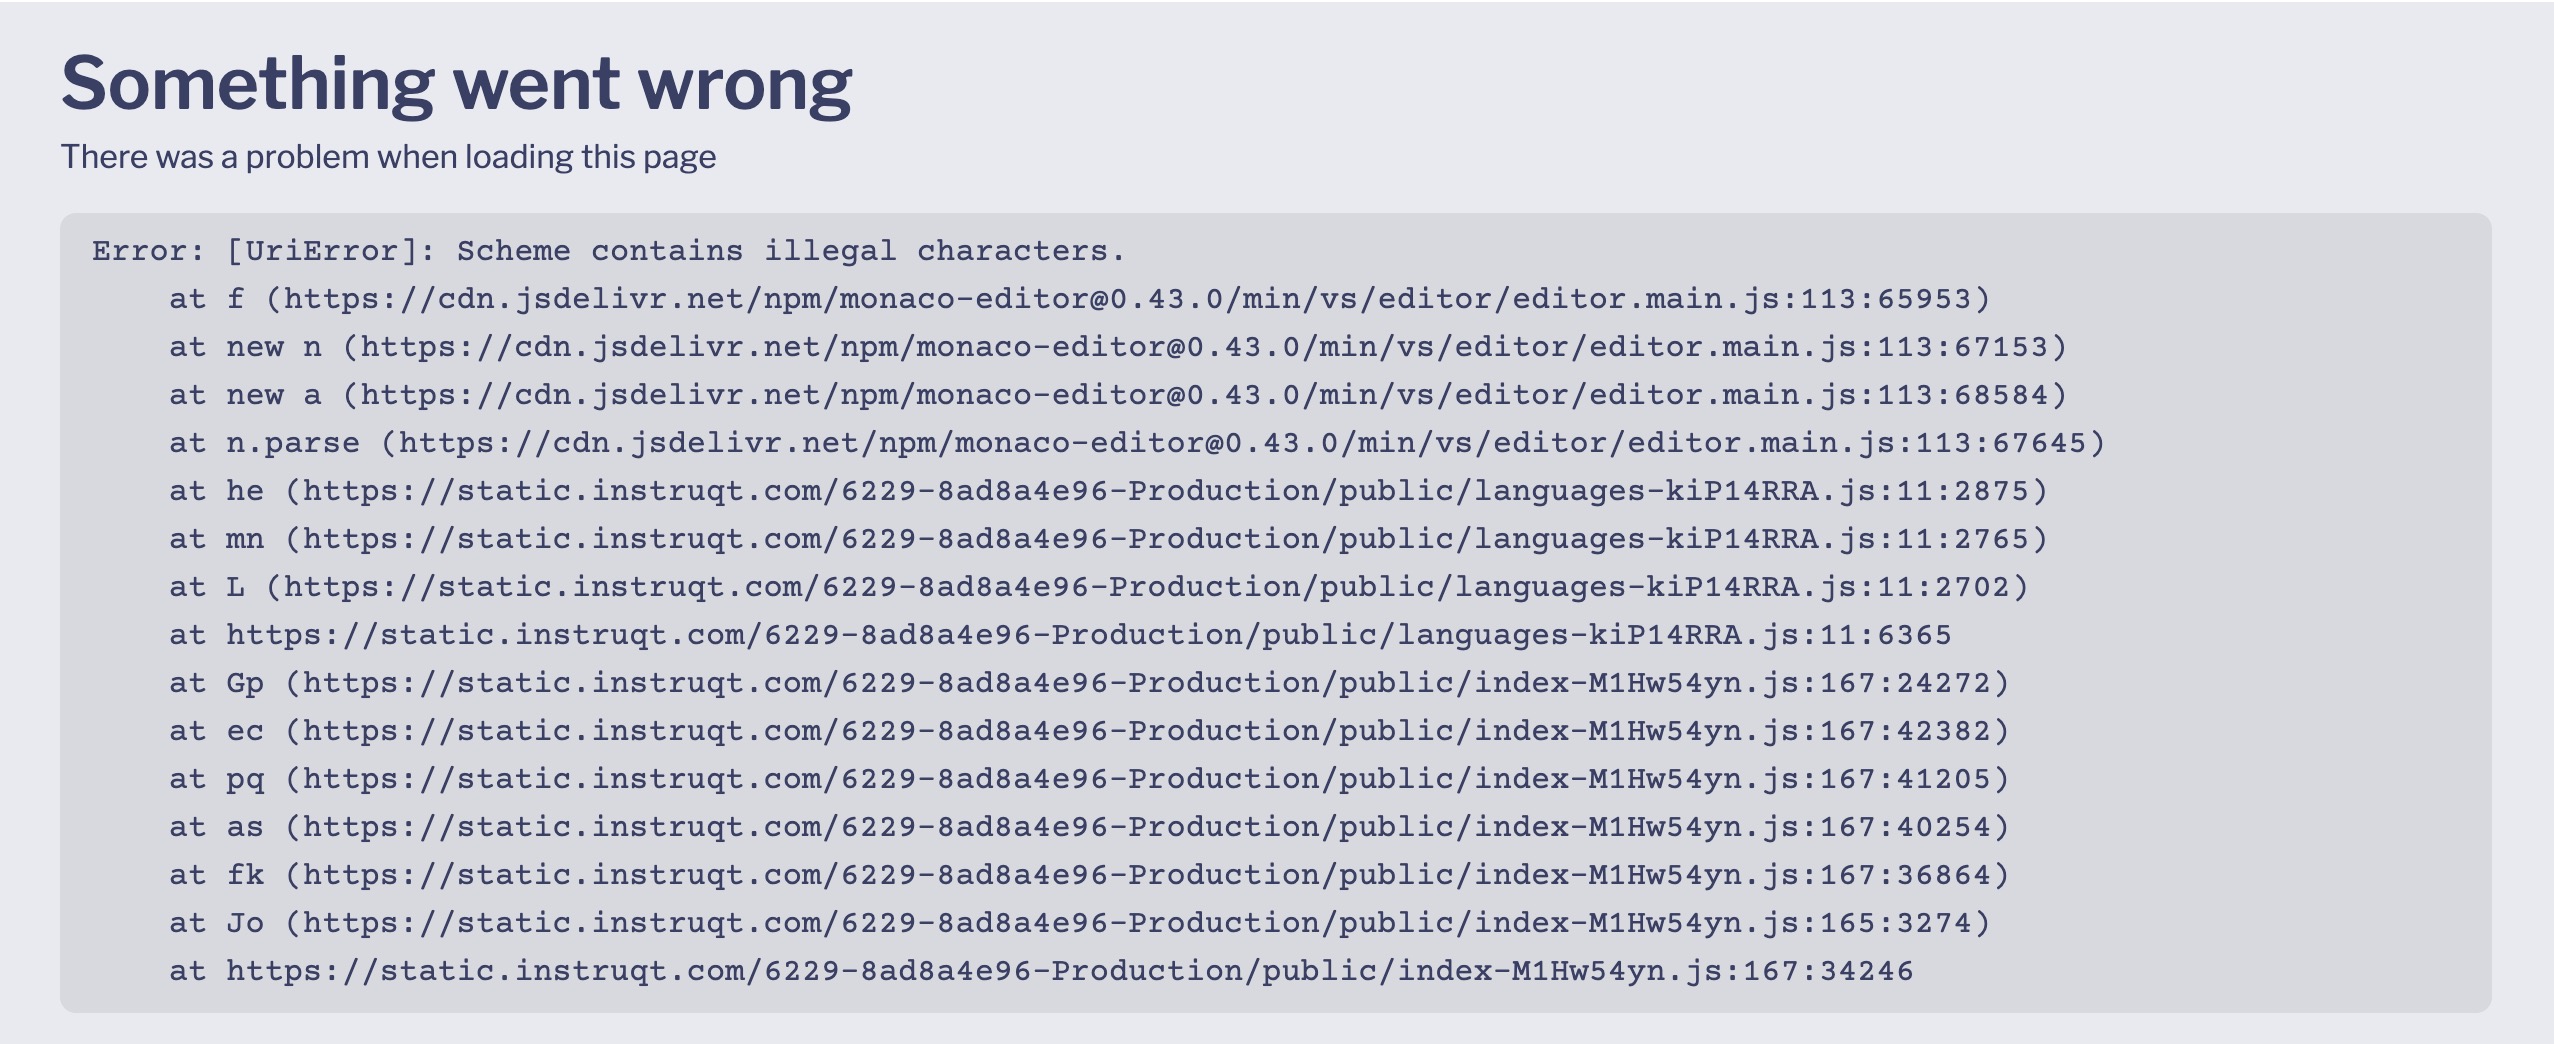 Something went wrong
There was a problem when loading this page
Error: [UriError]: Scheme contains illegal characters.
    at f (https://cdn.jsdelivr.net/npm/monaco-editor@0.43.0/min/vs/editor/editor.main.js:113:65953)
    at new n (https://cdn.jsdelivr.net/npm/monaco-editor@0.43.0/min/vs/editor/editor.main.js:113:67153)
    at new a (https://cdn.jsdelivr.net/npm/monaco-editor@0.43.0/min/vs/editor/editor.main.js:113:68584)
    at n.parse (https://cdn.jsdelivr.net/npm/monaco-editor@0.43.0/min/vs/editor/editor.main.js:113:67645)
    at he (https://static.instruqt.com/6229-8ad8a4e96-Production/public/languages-kiP14RRA.js:11:2875)
    at mn (https://static.instruqt.com/6229-8ad8a4e96-Production/public/languages-kiP14RRA.js:11:2765)
    at L (https://static.instruqt.com/6229-8ad8a4e96-Production/public/languages-kiP14RRA.js:11:2702)
    at https://static.instruqt.com/6229-8ad8a4e96-Production/public/languages-kiP14RRA.js:11:6365
    at Gp (https://static.instruqt.com/6229-8ad8a4e96-Production/public/index-M1Hw54yn.js:167:24272)
    at ec (https://static.instruqt.com/6229-8ad8a4e96-Production/public/index-M1Hw54yn.js:167:42382)
    at pq (https://static.instruqt.com/6229-8ad8a4e96-Production/public/index-M1Hw54yn.js:167:41205)
    at as (https://static.instruqt.com/6229-8ad8a4e96-Production/public/index-M1Hw54yn.js:167:40254)
    at fk (https://static.instruqt.com/6229-8ad8a4e96-Production/public/index-M1Hw54yn.js:167:36864)
    at Jo (https://static.instruqt.com/6229-8ad8a4e96-Production/public/index-M1Hw54yn.js:165:3274)
    at https://static.instruqt.com/6229-8ad8a4e96-Production/public/index-M1Hw54yn.js:167:34246